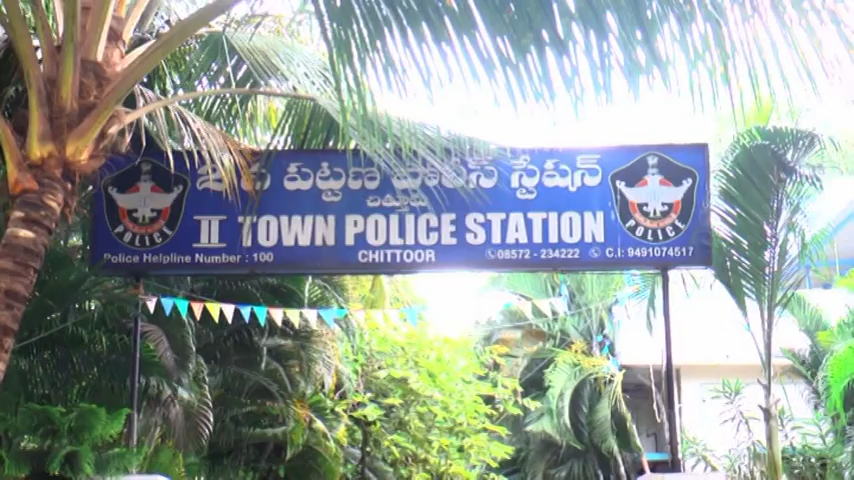 వ పట్టణ పోలీస్ స్టేషన్
చిత్తూరు
II TOWN POLICE STATION
Police Helpline Number : 100
CHITTOOR
08572 - 234222
C.I: 9491074517
POLICE
POLICE